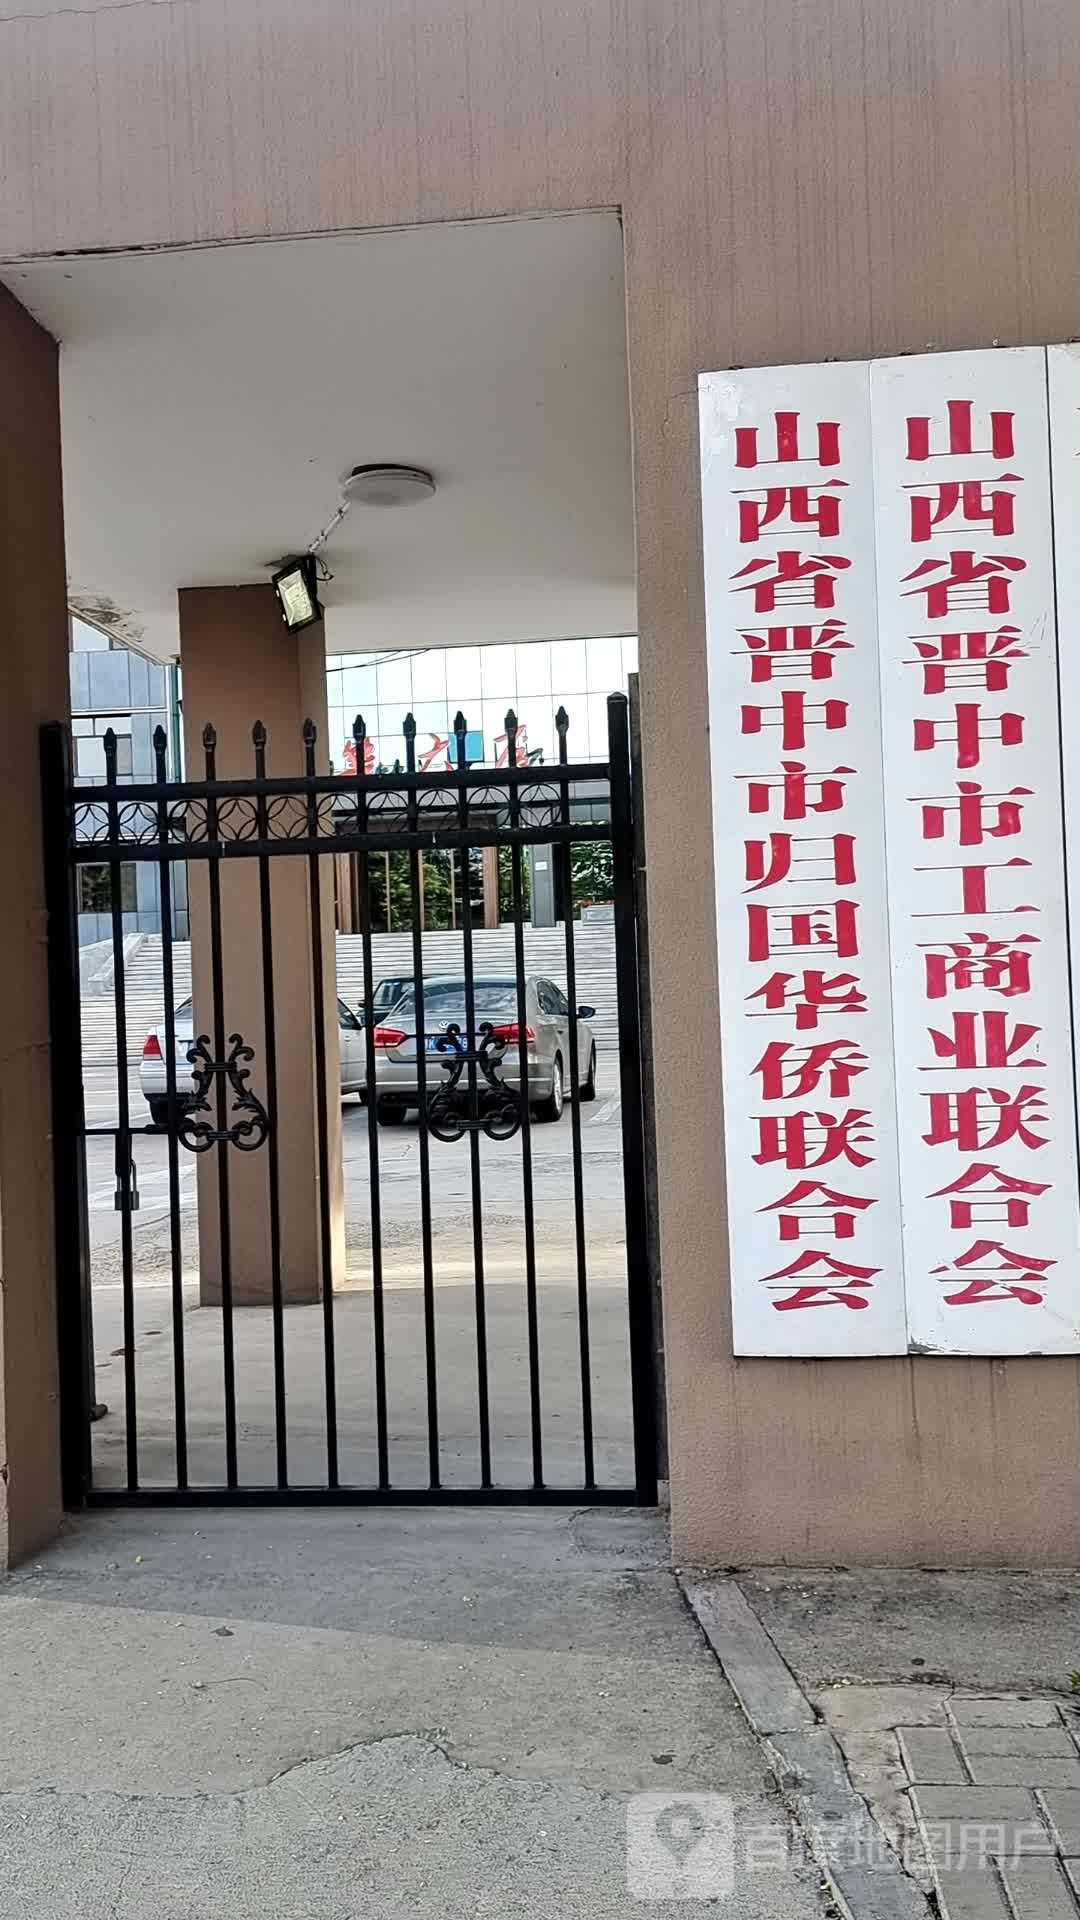 山西省晋中市归国华侨联合会
山西省晋中市工商业联合会
百度地图用户